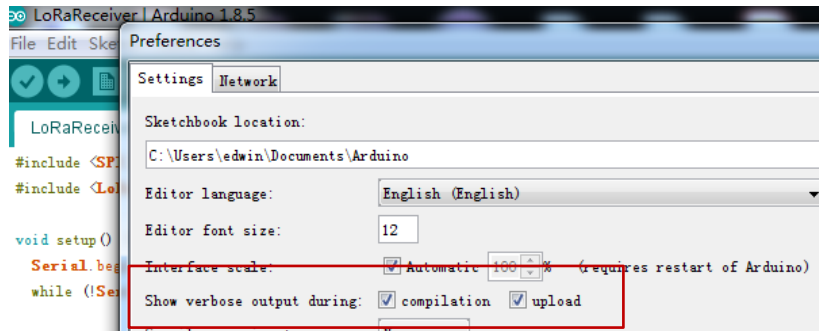 LoRaReceiver | Arduino 1.8.5
File Edit Ske
Preferences
Settings Network
LoRaReceiv
Sketchbook location:
#include <SPI
C:\Users\edwin\Documents\Arduino
#include <Lo
Editor language: English (English)
Editor font size: 12
void setup()
Serial.beg
Interface scale: Automatic 100 % (requires restart of Arduino)
while (!Se
Show verbose output during: compilation upload